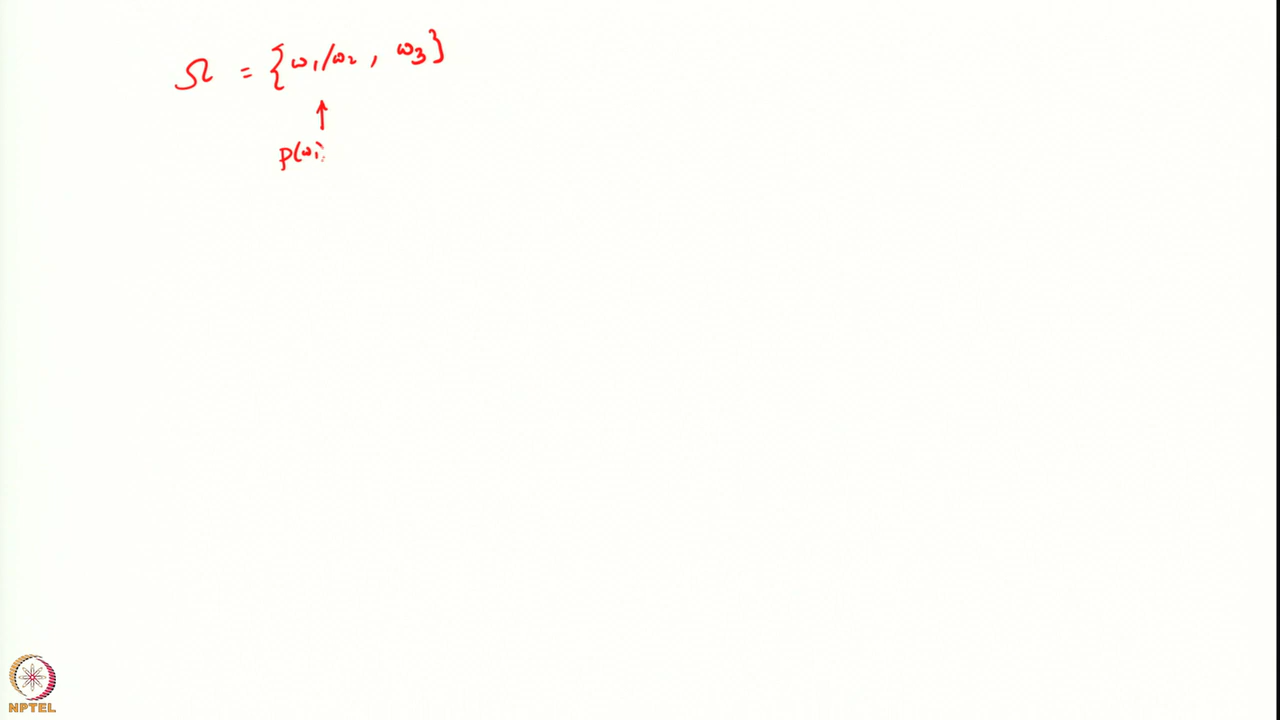 Ω = {ω₁/ω₂, ω₃}
p(ωᵢ)
NPTEL